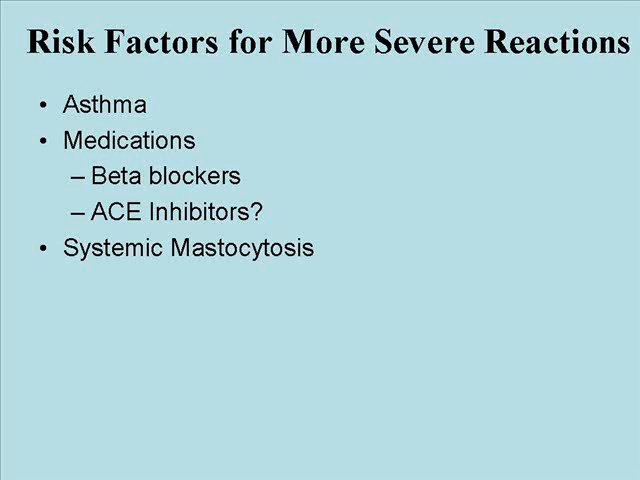 Risk Factors for More Severe Reactions
• Asthma
• Medications
– Beta blockers
– ACE Inhibitors?
• Systemic Mastocytosis